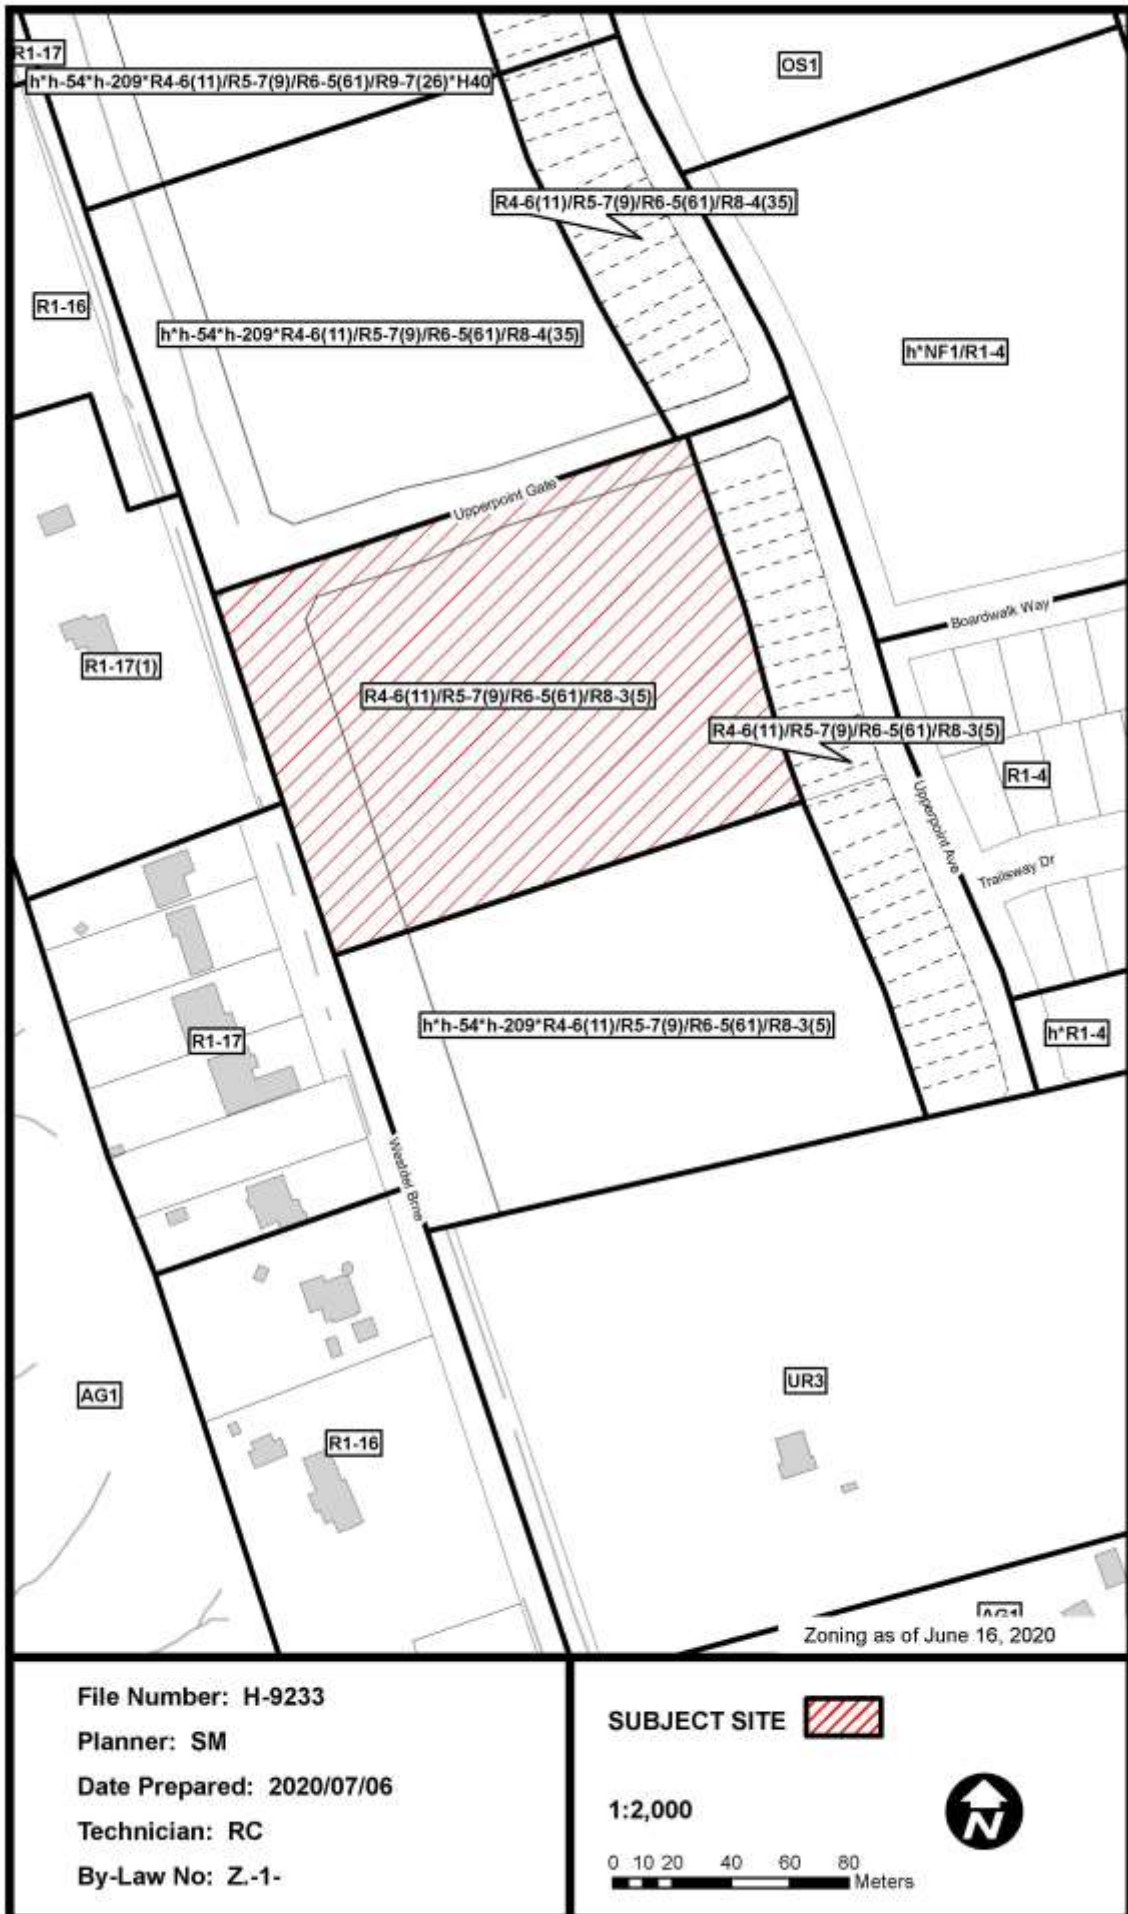 R1-17
OS1
h*h-54*h-209*R4-6(11)/R5-7(9)/R6-5(61)/R9-7(26)*H40
R4-6(11)/R5-7(9)/R6-5(61)/R8-4(35)
R1-16
h*h-54*h-209*R4-6(11)/R5-7(9)/R6-5(61)/R8-4(35)
h*NF1/R1-4
Upperpoint Gate
Boardwalk Way
R1-17(1)
R4-6(11)/R5-7(9)/R6-5(61)/R8-3(5)
R4-6(11)/R5-7(9)/R6-5(61)/R8-3(5)
R1-4
Upperpoint Ave
Trailsway Dr
h*h-54*h-209*R4-6(11)/R5-7(9)/R6-5(61)/R8-3(5)
R1-17
h*R1-4
Westdel Brne
UR3
AG1
R1-16
AG1
Zoning as of June 16, 2020
File Number: H-9233
Planner: SM
Date Prepared: 2020/07/06
Technician: RC
By-Law No: Z.-1-
SUBJECT SITE
1:2,000
N
0 10 20 40 60 80
Meters